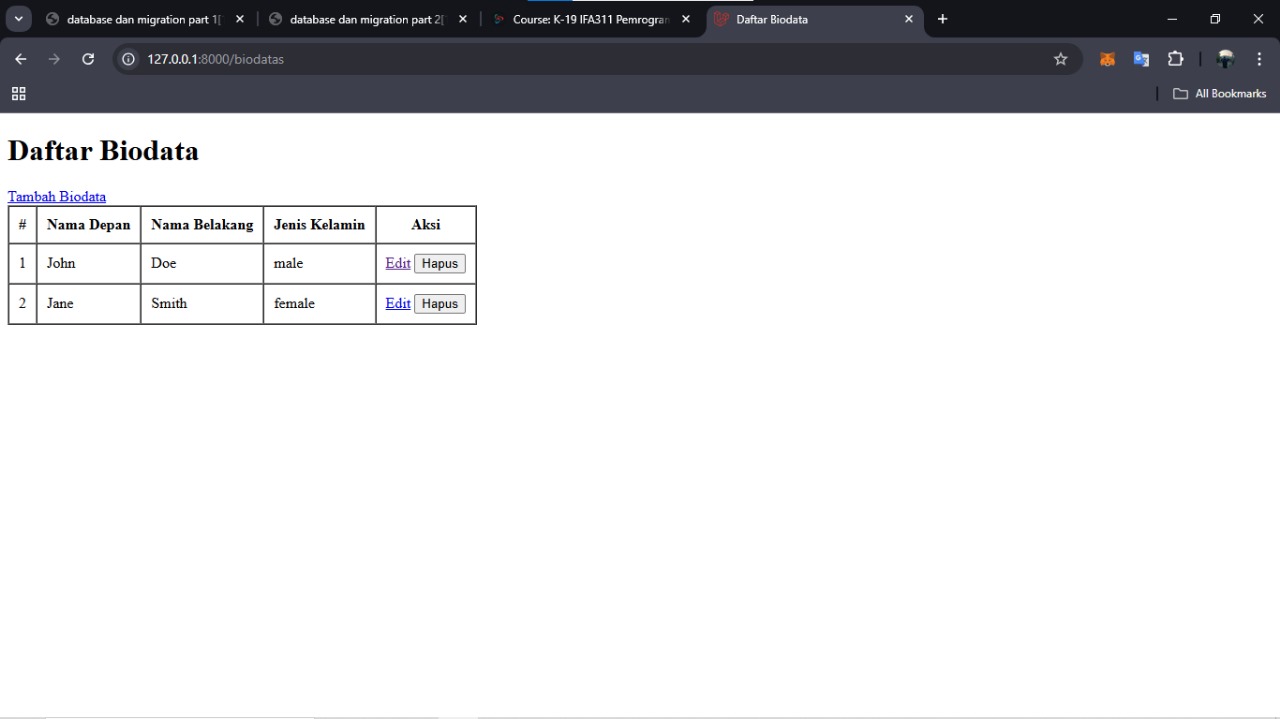 database dan migration part 1[
database dan migration part 2[
Course: K-19 IFA311 Pemrogran
Daftar Biodata
127.0.0.1:8000/biodatas
All Bookmarks
Daftar Biodata
Tambah Biodata
# Nama Depan Nama Belakang Jenis Kelamin Aksi
1 John Doe male Edit Hapus
2 Jane Smith female Edit Hapus